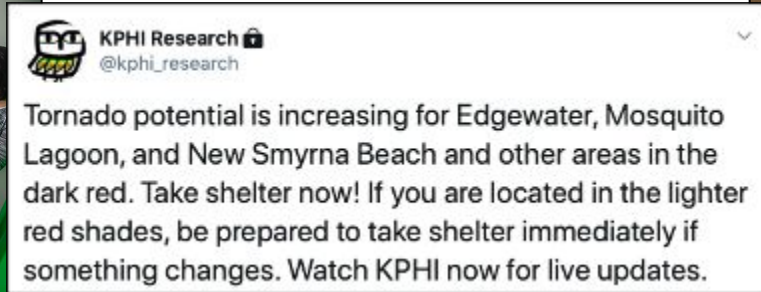 KPHI Research
@kphi_research
Tornado potential is increasing for Edgewater, Mosquito
Lagoon, and New Smyrna Beach and other areas in the
dark red. Take shelter now! If you are located in the lighter
red shades, be prepared to take shelter immediately if
something changes. Watch KPHI now for live updates.